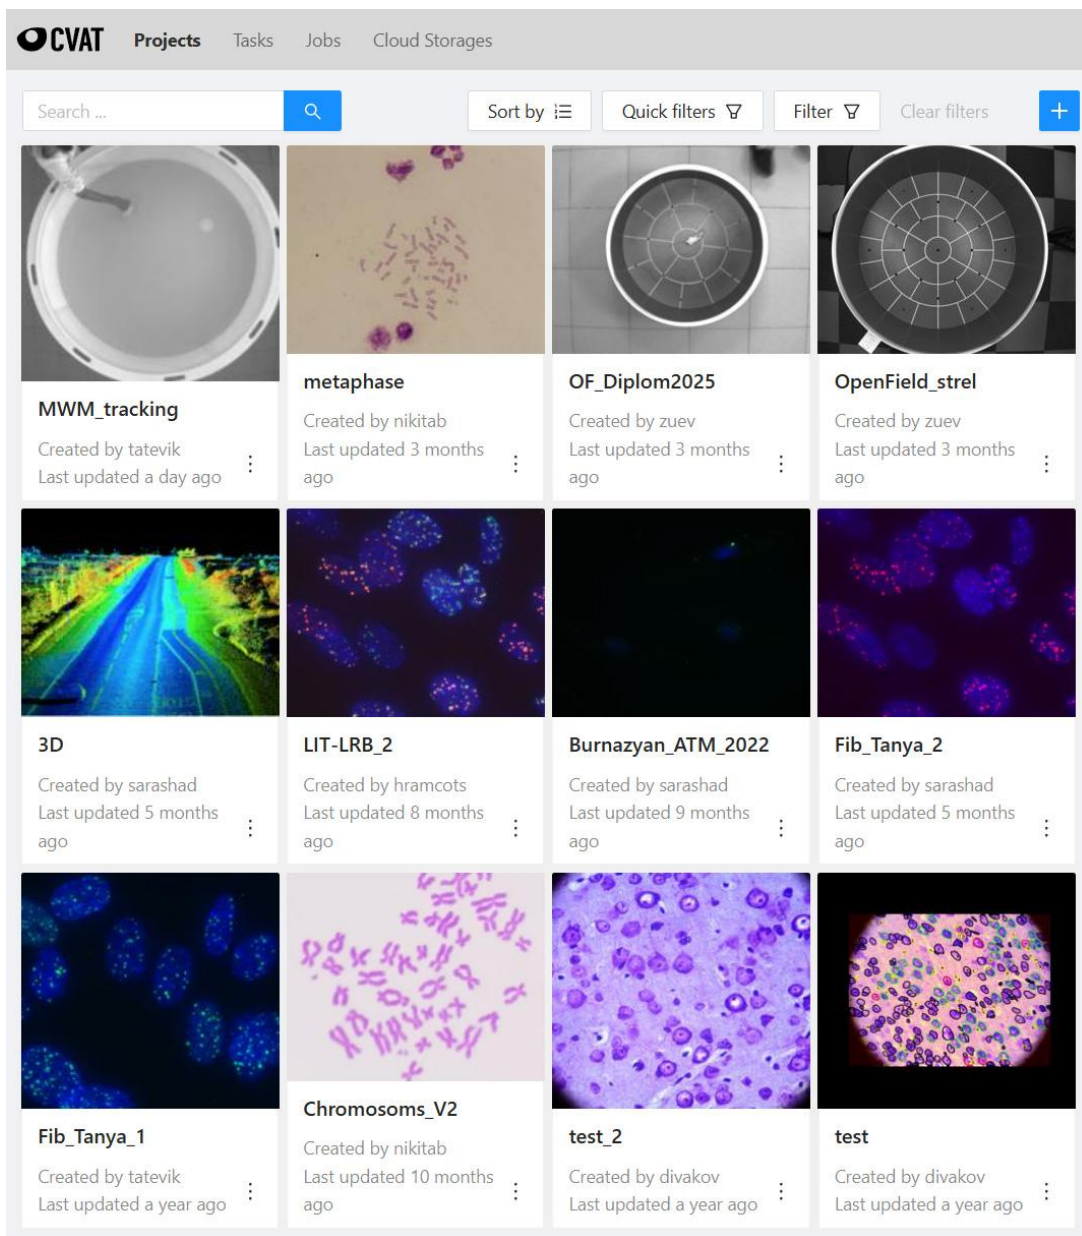 CVAT Projects Tasks Jobs Cloud Storages
Search ... Sort by Quick filters Filter Clear filters
MWM_tracking
Created by tatevik
Last updated a day ago
metaphase
Created by nikitab
Last updated 3 months
ago
OF_Diplom2025
Created by zuev
Last updated 3 months
ago
OpenField_strel
Created by zuev
Last updated 3 months
ago
3D
Created by sarashad
Last updated 5 months
ago
LIT-LRB_2
Created by hramcots
Last updated 8 months
ago
Burnazyan_ATM_2022
Created by sarashad
Last updated 9 months
ago
Fib_Tanya_2
Created by sarashad
Last updated 5 months
ago
Fib_Tanya_1
Created by tatevik
Last updated a year ago
Chromosoms_V2
Created by nikitab
Last updated 10 months
ago
test_2
Created by divakov
Last updated a year ago
test
Created by divakov
Last updated a year ago